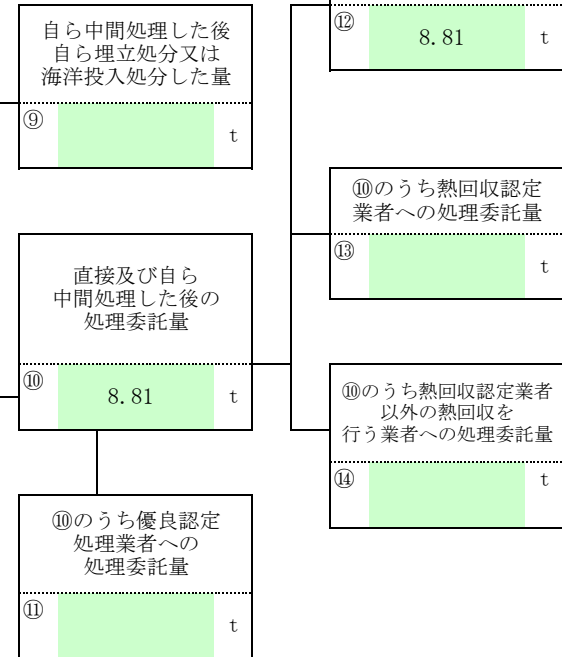 自ら中間処理した後
自ら埋立処分又は
海洋投入処分した量
⑨
t
直接及び自ら
中間処理した後の
処理委託量
⑩
8.81 t
⑩のうち優良認定
処理業者への
処理委託量
⑪
t
⑫
8.81 t
⑩のうち熱回収認定
業者への処理委託量
⑬
t
⑩のうち熱回収認定業者
以外の熱回収を
行う業者への処理委託量
⑭
t